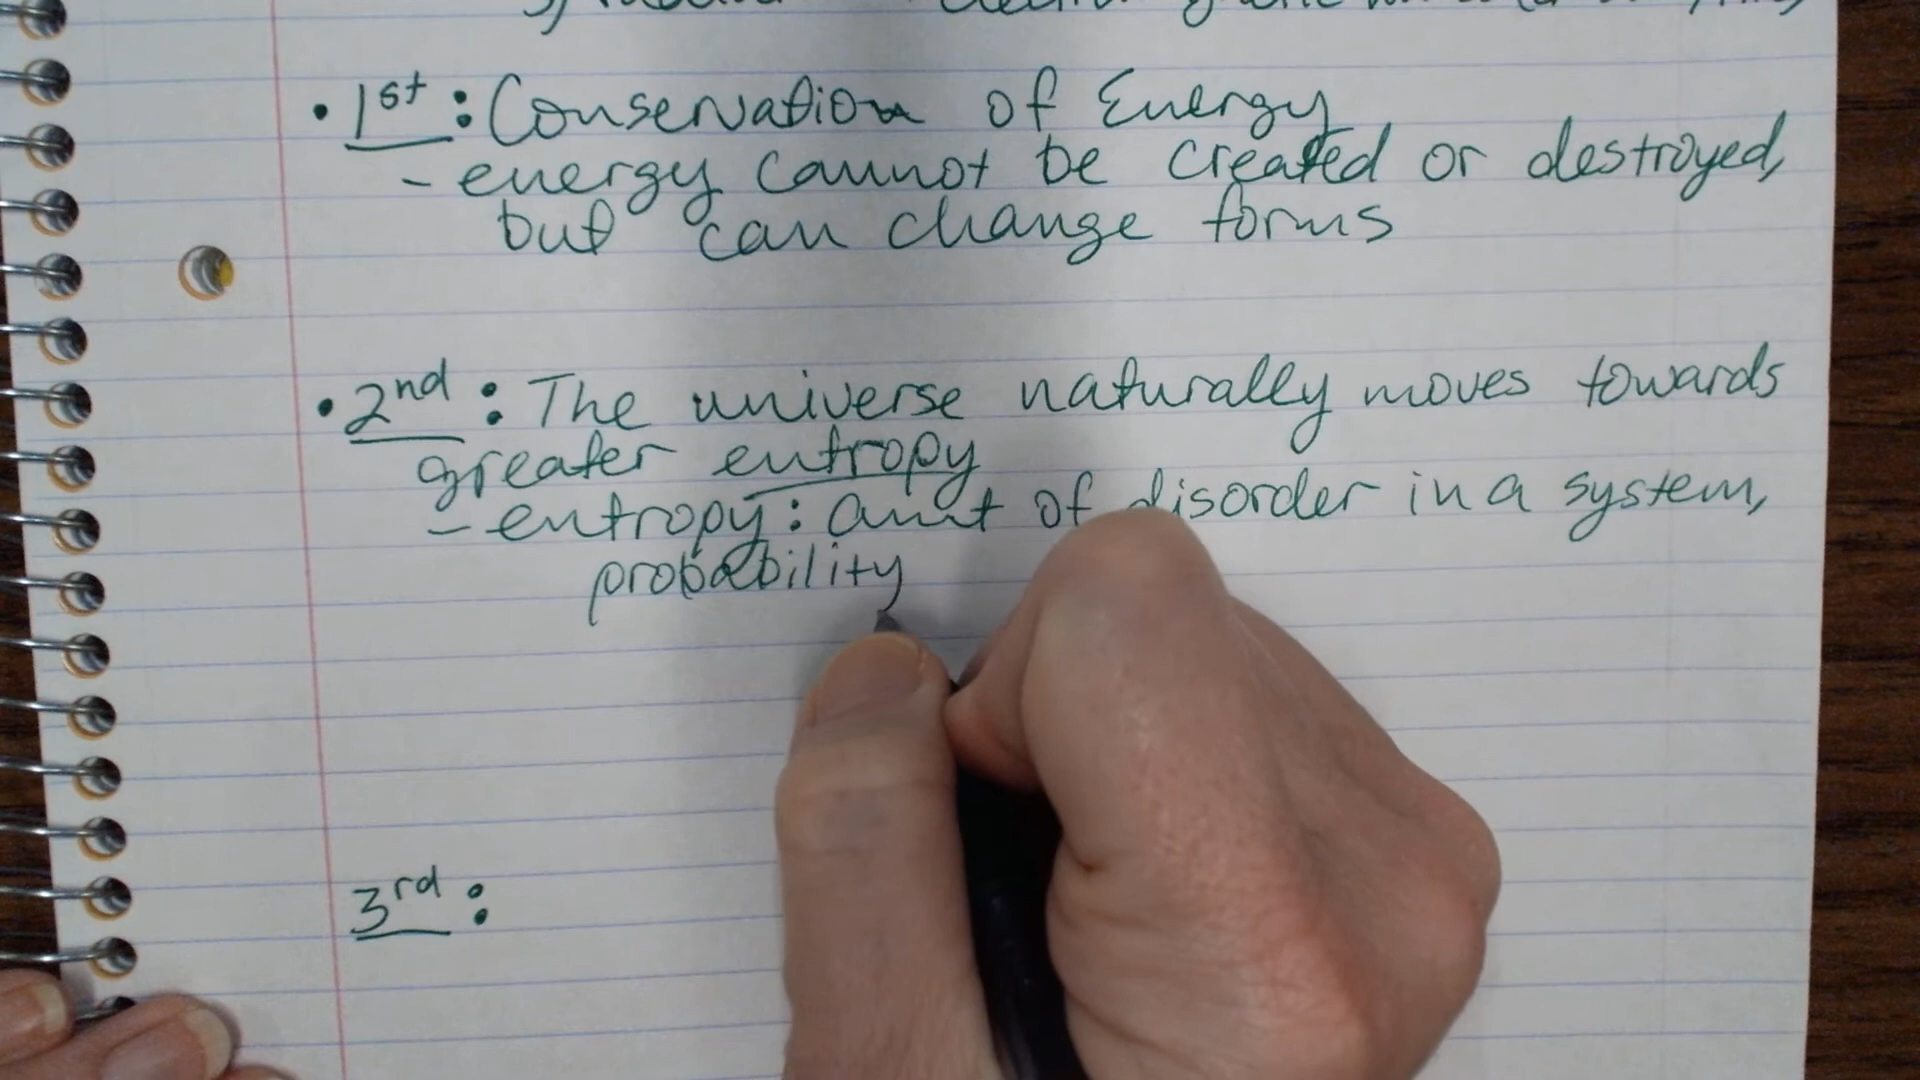 • 1st: Conservation of Energy
- energy cannot be created or destroyed,
but can change forms
• 2nd: The universe naturally moves towards
greater entropy
- entropy: amt of disorder in a system,
probability
3rd: